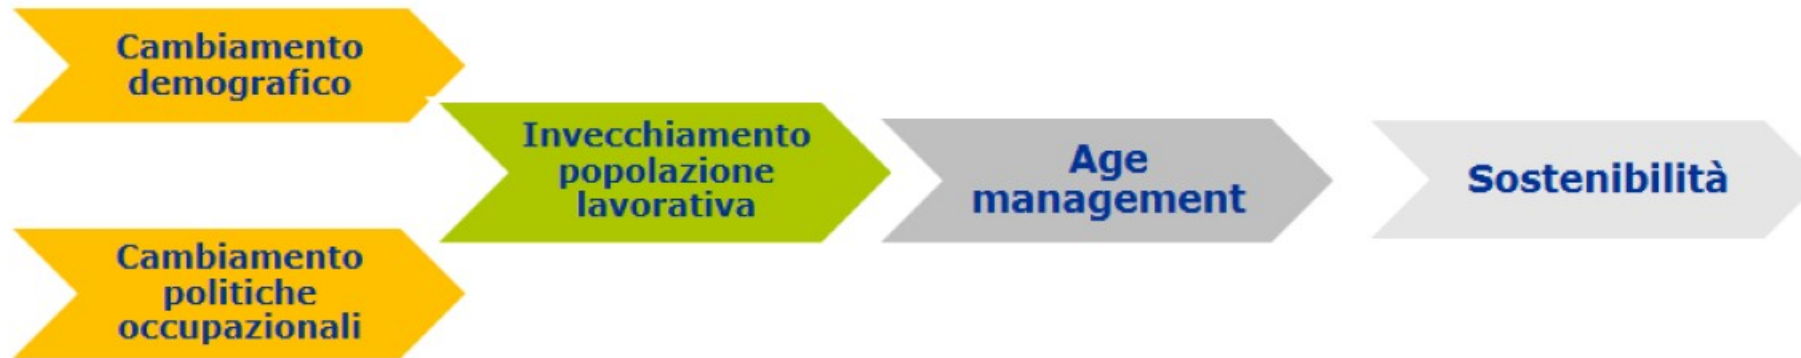 Cambiamento
demografico
Cambiamento
politiche
occupazionali
Invecchiamento
popolazione
lavorativa
Age
management
Sostenibilità